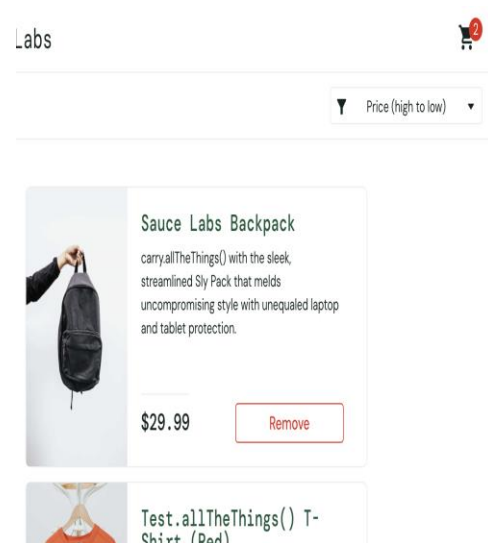 Labs
2
Price (high to low)
Sauce Labs Backpack
carry.allTheThings() with the sleek,
streamlined Sly Pack that melds
uncompromising style with unequaled laptop
and tablet protection.
$29.99
Remove
Test.allTheThings() T-
Shirt (Red)